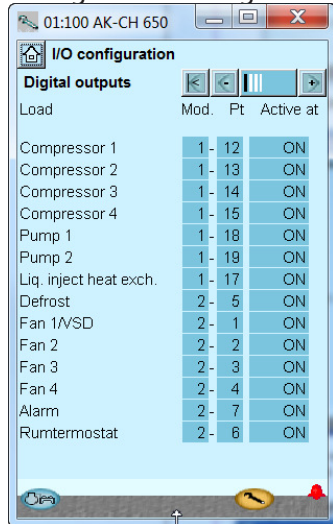 01:100 AK-CH 650
I/O configuration
Digital outputs
Load Mod. Pt Active at
Compressor 1 1 - 12 ON
Compressor 2 1 - 13 ON
Compressor 3 1 - 14 ON
Compressor 4 1 - 15 ON
Pump 1 1 - 18 ON
Pump 2 1 - 19 ON
Liq. inject heat exch. 1 - 17 ON
Defrost 2 - 5 ON
Fan 1/VSD 2 - 1 ON
Fan 2 2 - 2 ON
Fan 3 2 - 3 ON
Fan 4 2 - 4 ON
Alarm 2 - 7 ON
Rumtermostat 2 - 6 ON